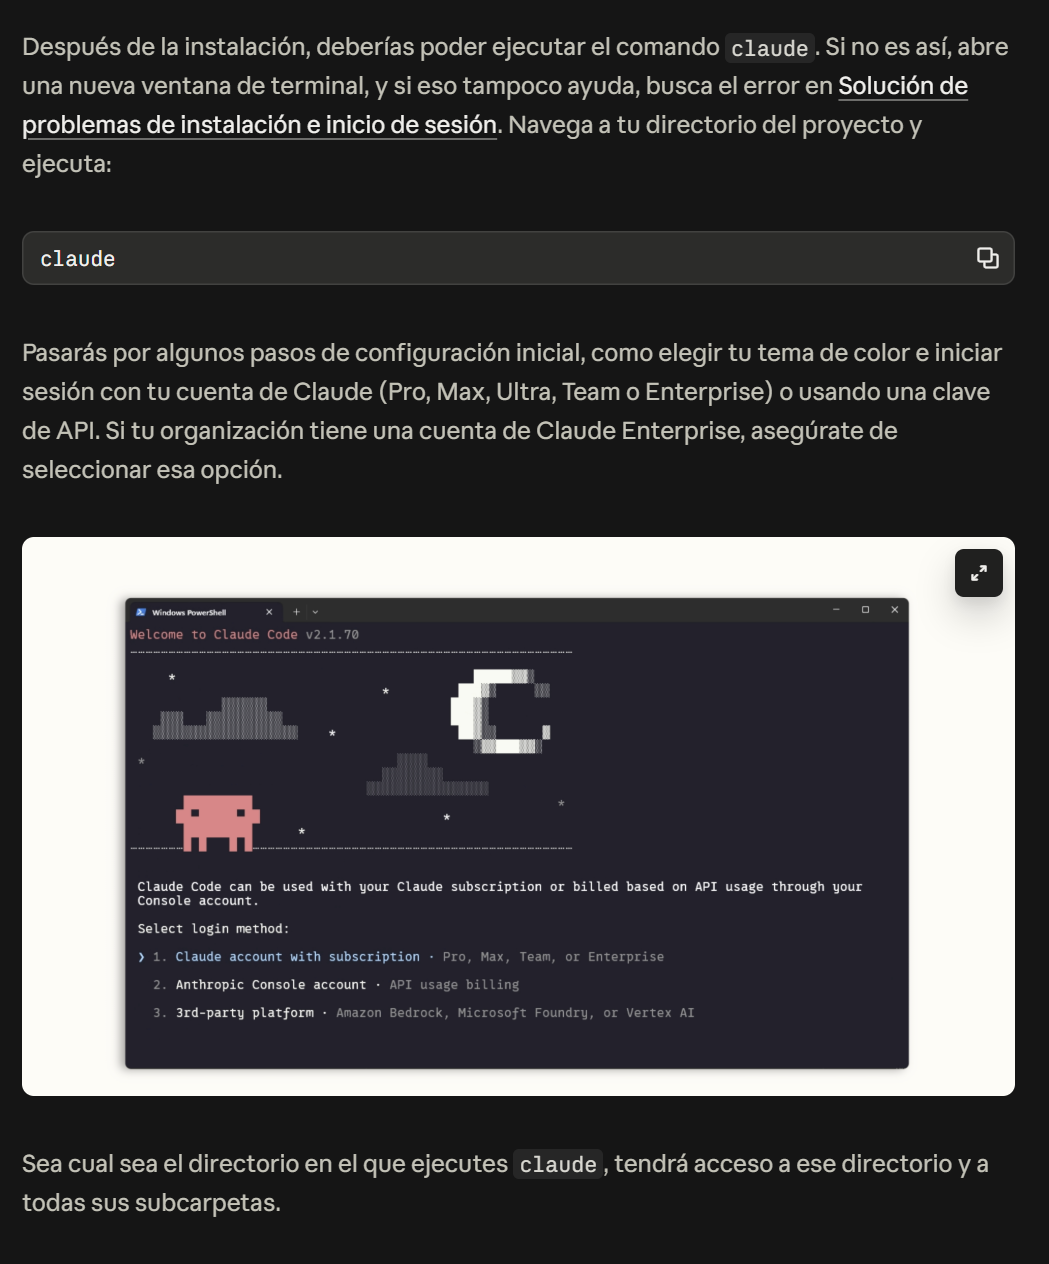 Después de la instalación, deberías poder ejecutar el comando claude. Si no es así, abre
una nueva ventana de terminal, y si eso tampoco ayuda, busca el error en Solución de
problemas de instalación e inicio de sesión. Navega a tu directorio del proyecto y
ejecuta:
claude
Pasarás por algunos pasos de configuración inicial, como elegir tu tema de color e iniciar
sesión con tu cuenta de Claude (Pro, Max, Ultra, Team o Enterprise) o usando una clave
de API. Si tu organización tiene una cuenta de Claude Enterprise, asegúrate de
seleccionar esa opción.
Windows PowerShell
Welcome to Claude Code v2.1.70
Claude Code can be used with your Claude subscription or billed based on API usage through your
Console account.
Select login method:
❯ 1. Claude account with subscription · Pro, Max, Team, or Enterprise
2. Anthropic Console account · API usage billing
3. 3rd-party platform · Amazon Bedrock, Microsoft Foundry, or Vertex AI
Sea cual sea el directorio en el que ejecutes claude, tendrá acceso a ese directorio y a
todas sus subcarpetas.